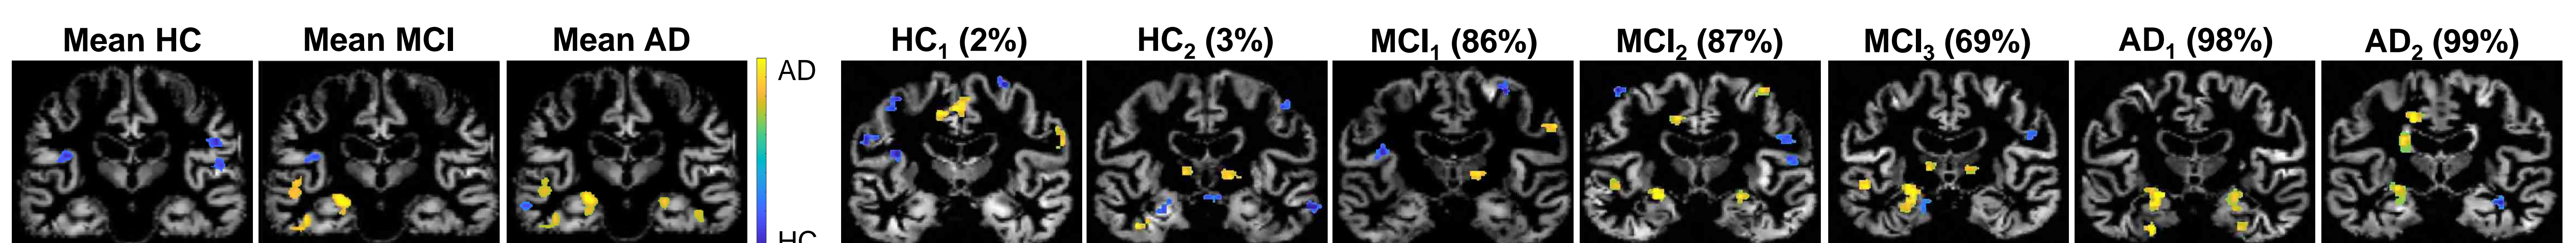 Mean HC Mean MCI Mean AD HC₁ (2%) HC₂ (3%) MCI₁ (86%) MCI₂ (87%) MCI₃ (69%) AD₁ (98%) AD₂ (99%)
AD
HC